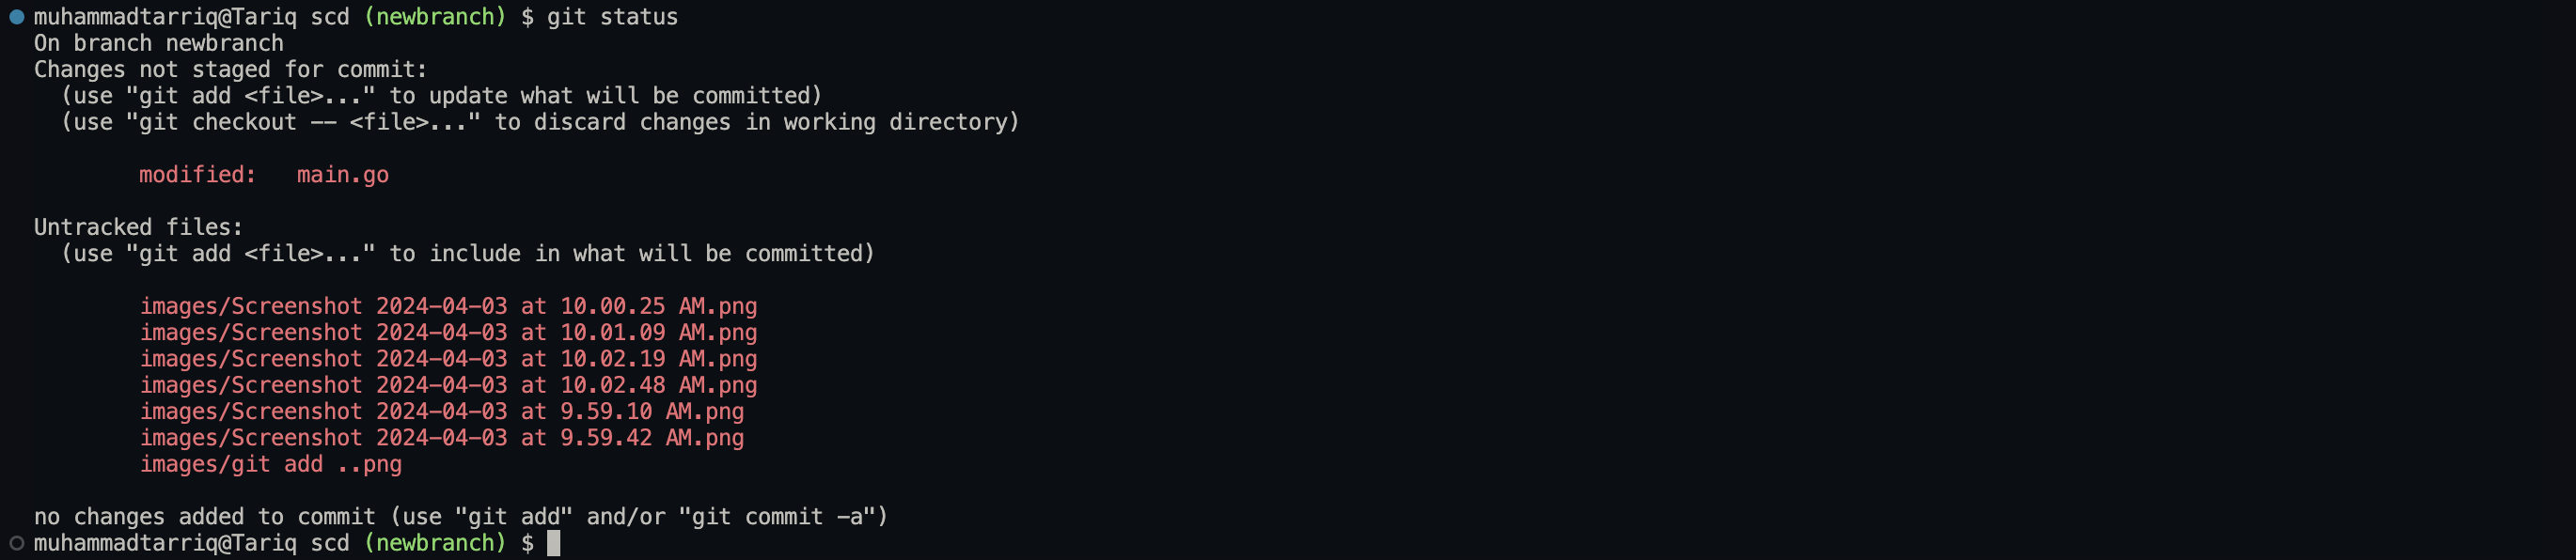 muhammadtarriq@Tariq scd (newbranch) $ git status
On branch newbranch
Changes not staged for commit:
  (use "git add <file>..." to update what will be committed)
  (use "git checkout -- <file>..." to discard changes in working directory)
        modified:   main.go
Untracked files:
  (use "git add <file>..." to include in what will be committed)
        images/Screenshot 2024-04-03 at 10.00.25 AM.png
        images/Screenshot 2024-04-03 at 10.01.09 AM.png
        images/Screenshot 2024-04-03 at 10.02.19 AM.png
        images/Screenshot 2024-04-03 at 10.02.48 AM.png
        images/Screenshot 2024-04-03 at 9.59.10 AM.png
        images/Screenshot 2024-04-03 at 9.59.42 AM.png
        images/git add ..png
no changes added to commit (use "git add" and/or "git commit -a")
muhammadtarriq@Tariq scd (newbranch) $